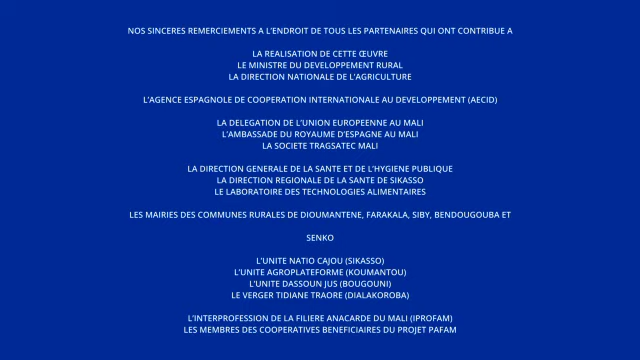 NOS SINCERES REMERCIEMENTS A L'ENDROIT DE TOUS LES PARTENAIRES QUI ONT CONTRIBUE A
LA REALISATION DE CETTE ŒUVRE
LE MINISTRE DU DEVELOPPEMENT RURAL
LA DIRECTION NATIONALE DE L'AGRICULTURE
L'AGENCE ESPAGNOLE DE COOPERATION INTERNATIONALE AU DEVELOPPEMENT (AECID)
LA DELEGATION DE L'UNION EUROPEENNE AU MALI
L'AMBASSADE DU ROYAUME D'ESPAGNE AU MALI
LA SOCIETE TRAGSATEC MALI
LA DIRECTION GENERALE DE LA SANTE ET DE L'HYGIENE PUBLIQUE
LA DIRECTION REGIONALE DE LA SANTE DE SIKASSO
LE LABORATOIRE DES TECHNOLOGIES ALIMENTAIRES
LES MAIRIES DES COMMUNES RURALES DE DIOUMANTENE, FARAKALA, SIBY, BENDOUGOUBA ET
SENKO
L'UNITE NATIO CAJOU (SIKASSO)
L'UNITE AGROPLATEFORME (KOUMANTOU)
L'UNITE DASSOUN JUS (BOUGOUNI)
LE VERGER TIDIANE TRAORE (DIALAKOROBA)
L'INTERPROFESSION DE LA FILIERE ANACARDE DU MALI (IPROFAM)
LES MEMBRES DES COOPERATIVES BENEFICIAIRES DU PROJET PAFAM